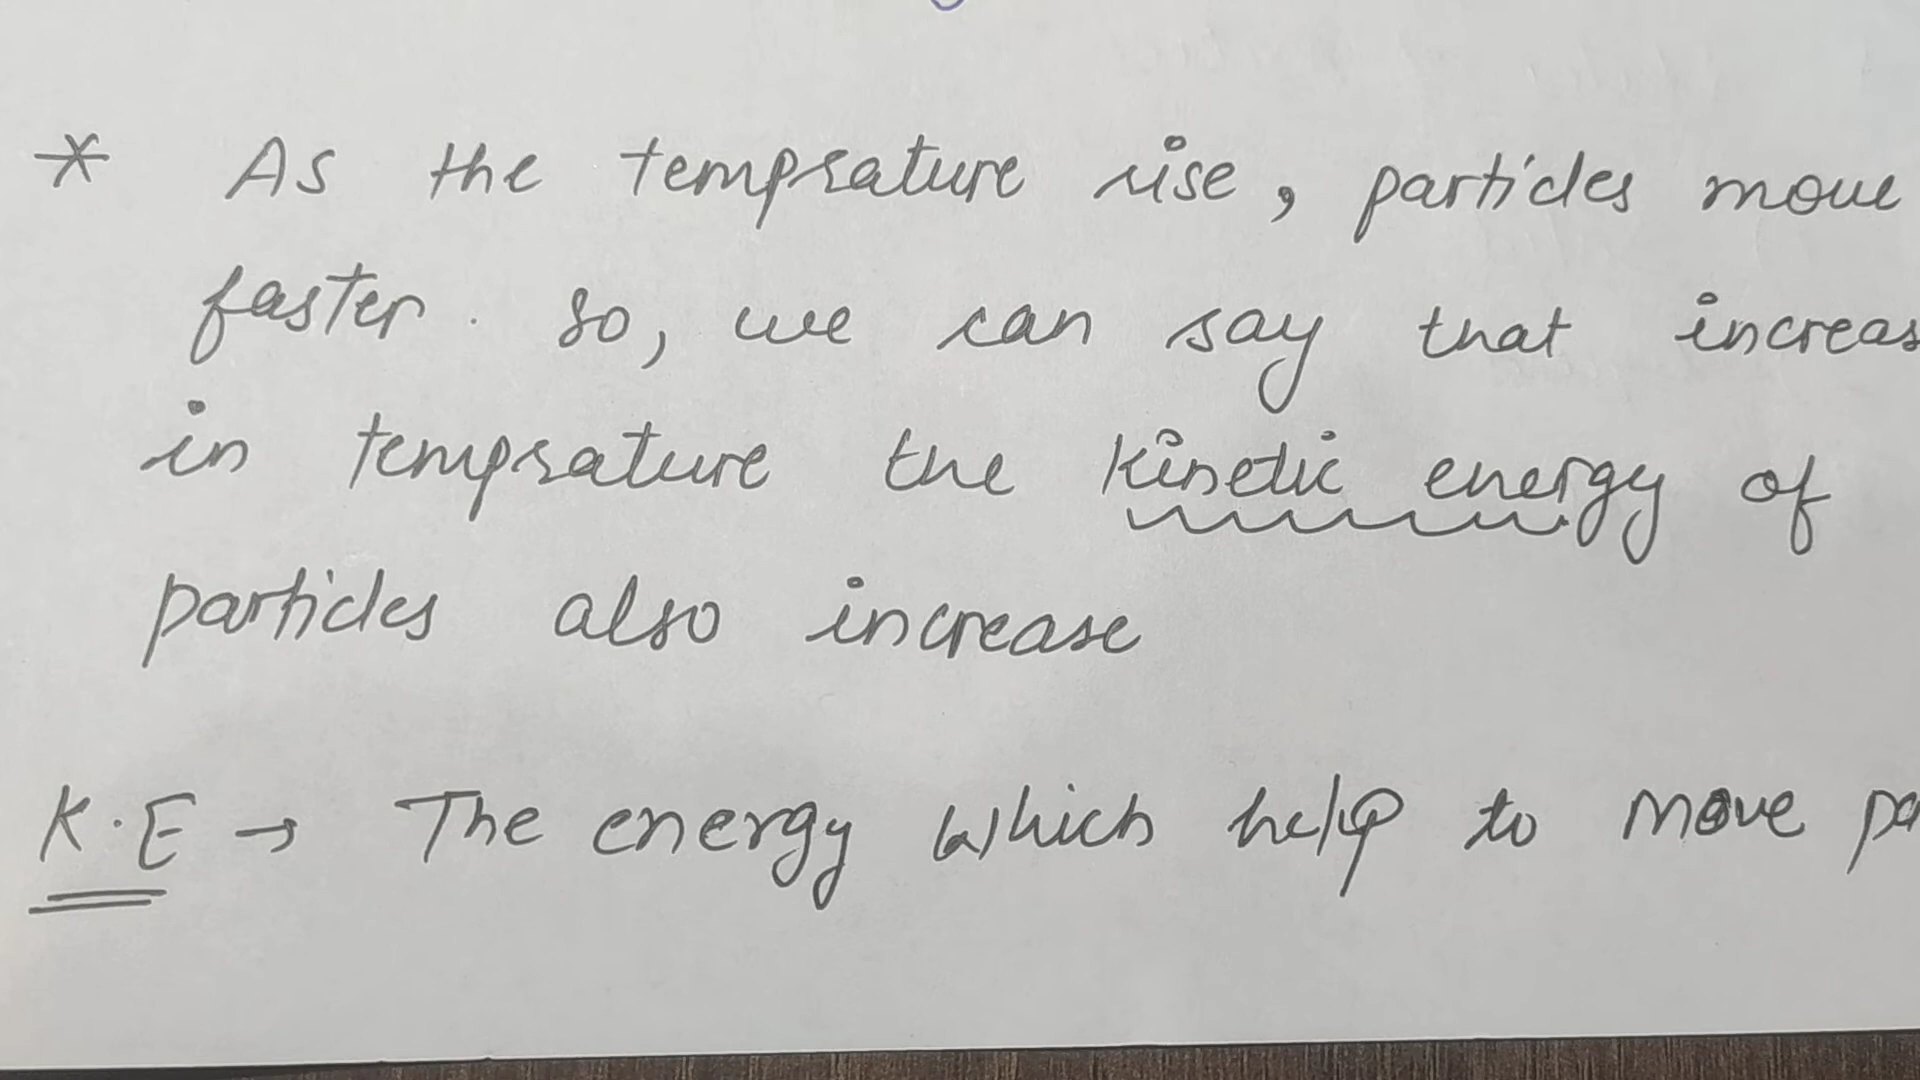 * As the temprature rise, particles move
faster. So, we can say that increas
in temprature the kinetic energy of
particles also increase
K.E → The energy which help to move pa